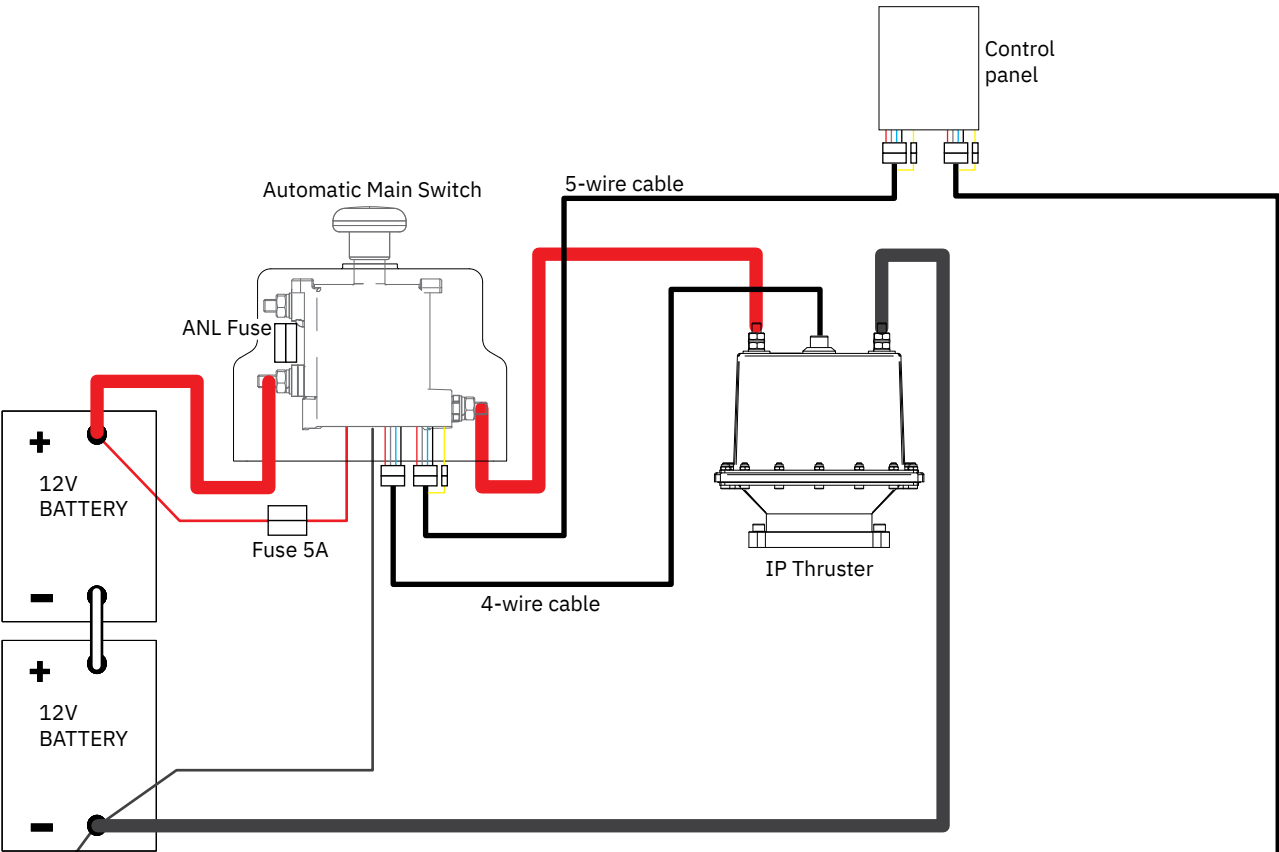 Control
panel
Automatic Main Switch
5-wire cable
ANL Fuse
+
12V
BATTERY
-
Fuse 5A
IP Thruster
4-wire cable
+
12V
BATTERY
-